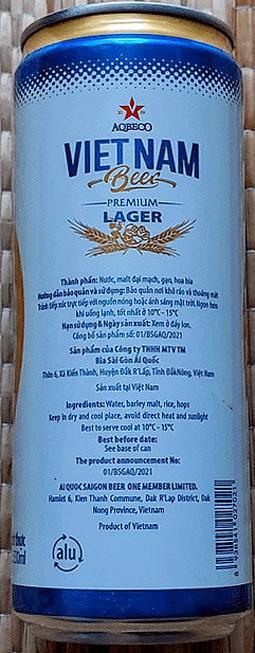 AQBECO
VIETNAM
Beer
PREMIUM
LAGER
Thành phần: Nước, malt đại mạch, gạo, hoa bia
Hướng dẫn bảo quản và sử dụng: Bảo quản nơi khô ráo và thoáng mát
Tránh tiếp xúc trực tiếp với nguồn nóng hoặc ánh sáng mặt trời. Ngon hơn
khi uống lạnh, tốt nhất ở 10°C - 15°C
Hạn sử dụng & Ngày sản xuất: Xem ở đáy lon.
Công bố sản phẩm số: 01/BSGAQ/2021
Sản phẩm của Công ty TNHH MTV TM
Bia Sài Gòn Ái Quốc
Thôn 6, Xã Kiến Thành, Huyện Đắk R'Lấp, Tỉnh Đắk Nông, Việt Nam
Sản xuất tại Việt Nam
Ingredients: Water, barley malt, rice, hops
Keep in dry and cool place, avoid direct heat and sunlight
Best to serve cool at 10°C - 15°C
Best before date:
See base of can
The product announcement No:
01/BSGAQ/2021
AI QUOC SAIGON BEER ONE MEMBER LIMITED.
Hamlet 6, Kien Thanh Commune, Dak R'Lap District, Dak
Nong Province, Vietnam
Product of Vietnam
alu
thực
330ml